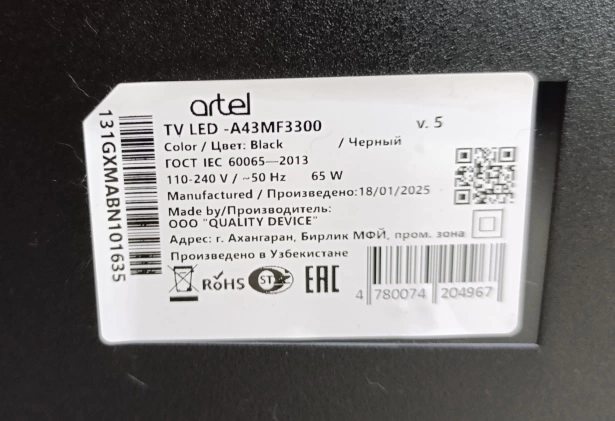 artel
TV LED -A43MF3300 v. 5
Color / Цвет: Black / Черный
ГОСТ IEC 60065—2013
110-240 V / ~50 Hz 65 W
Manufactured / Произведено:18/01/2025
Made by/Производитель:
ООО "QUALITY DEVICE"
Адрес: г. Ахангаран, Бирлик МФЙ, пром. зона
Произведено в Узбекистане
RoHS EAC
4 780074 204967
131GXMABN101635